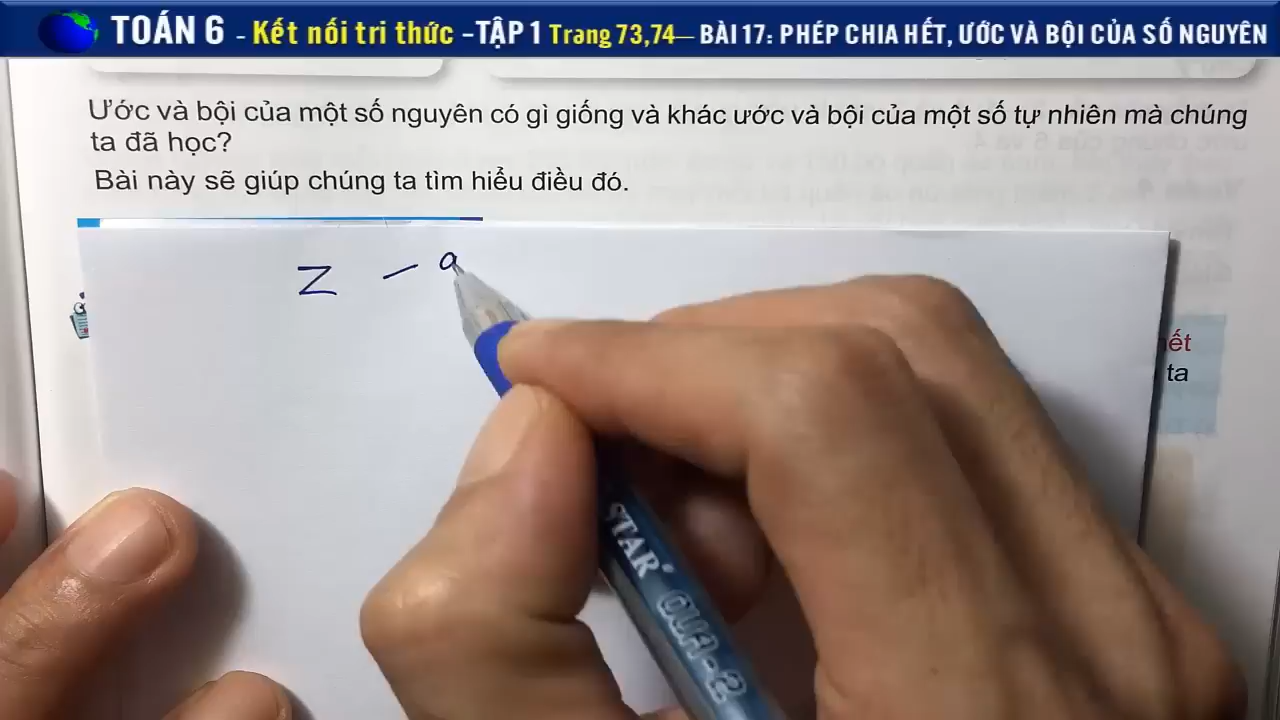 TOÁN 6 - Kết nối tri thức -TẬP 1 Trang 73,74— BÀI 17: PHÉP CHIA HẾT, ƯỚC VÀ BỘI CỦA SỐ NGUYÊN
Ước và bội của một số nguyên có gì giống và khác ước và bội của một số tự nhiên mà chúng
ta đã học?
Bài này sẽ giúp chúng ta tìm hiểu điều đó.
Z - a
ết
ta
STAR QUA-2